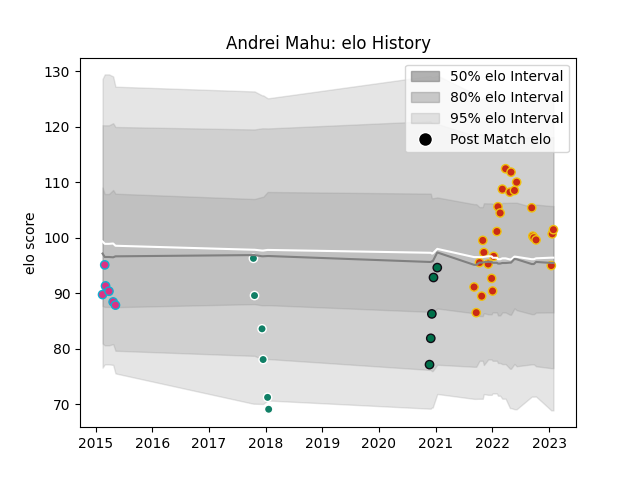 Andrei Mahu: elo History
elo score
130
120
110
100
90
80
70
50% elo Interval
80% elo Interval
95% elo Interval
Post Match elo
2015
2016
2017
2018
2019
2020
2021
2022
2023